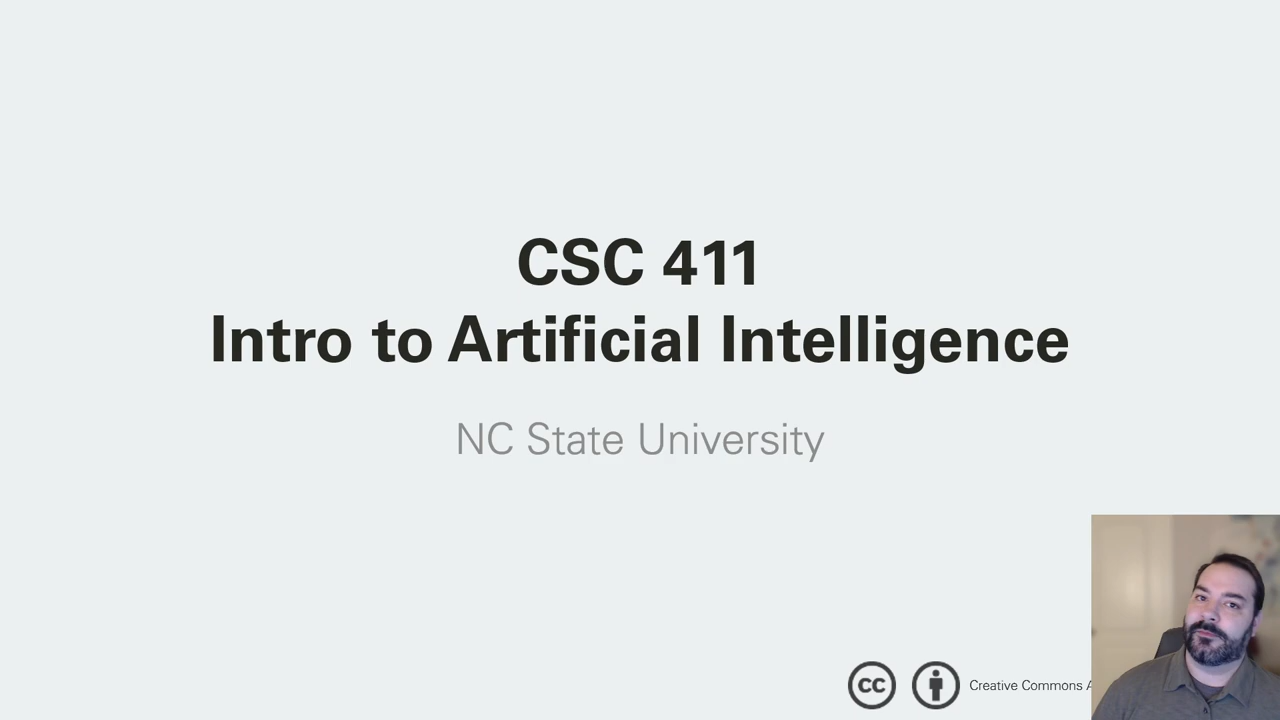 CSC 411
Intro to Artificial Intelligence
NC State University
cc
Creative Commons